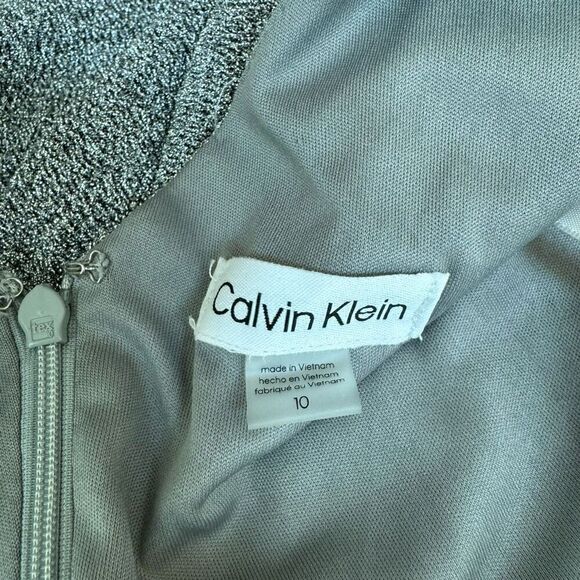 Calvin Klein
made in Vietnam
hecho en Vietnam
fabriqué au Vietnam
10